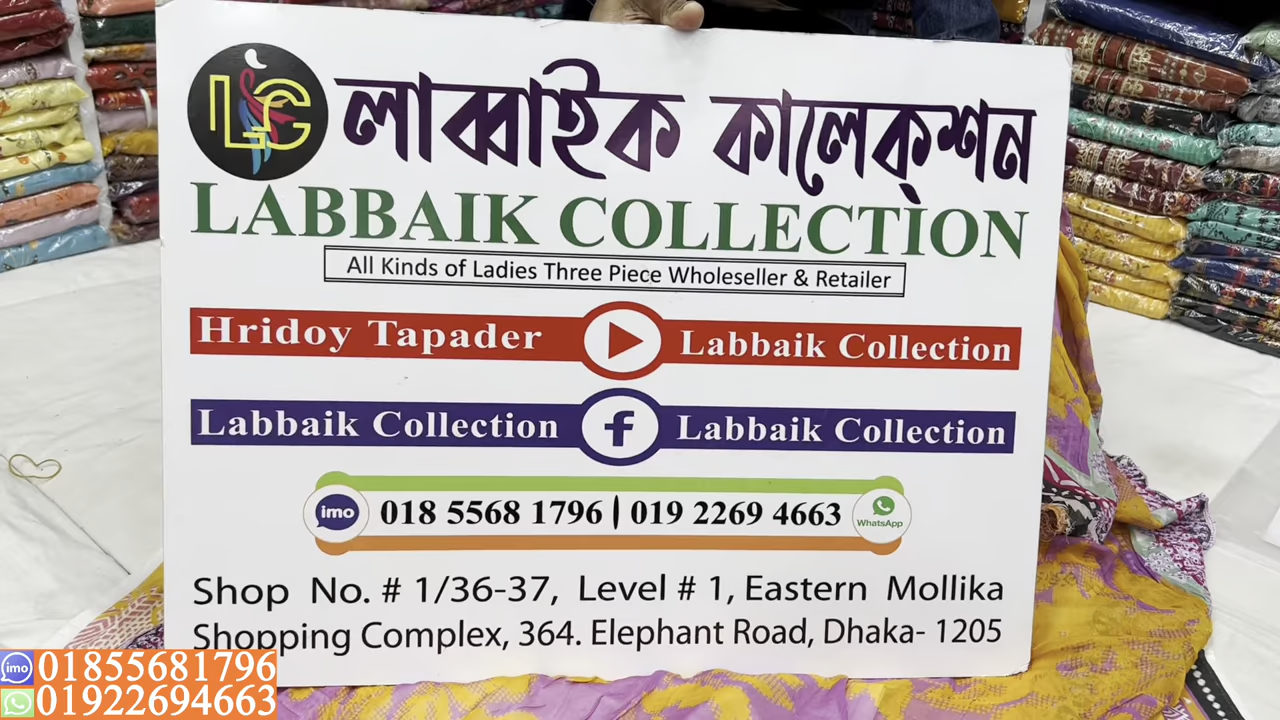 LC লাব্বাইক কালেক্শন
LABBAIK COLLECTION
All Kinds of Ladies Three Piece Wholeseller & Retailer
Hridoy Tapader Labbaik Collection
Labbaik Collection f Labbaik Collection
imo 018 5568 1796 | 019 2269 4663 WhatsApp
Shop No. # 1/36-37, Level # 1, Eastern Mollika
Shopping Complex, 364. Elephant Road, Dhaka- 1205
imo 01855681796
01922694663